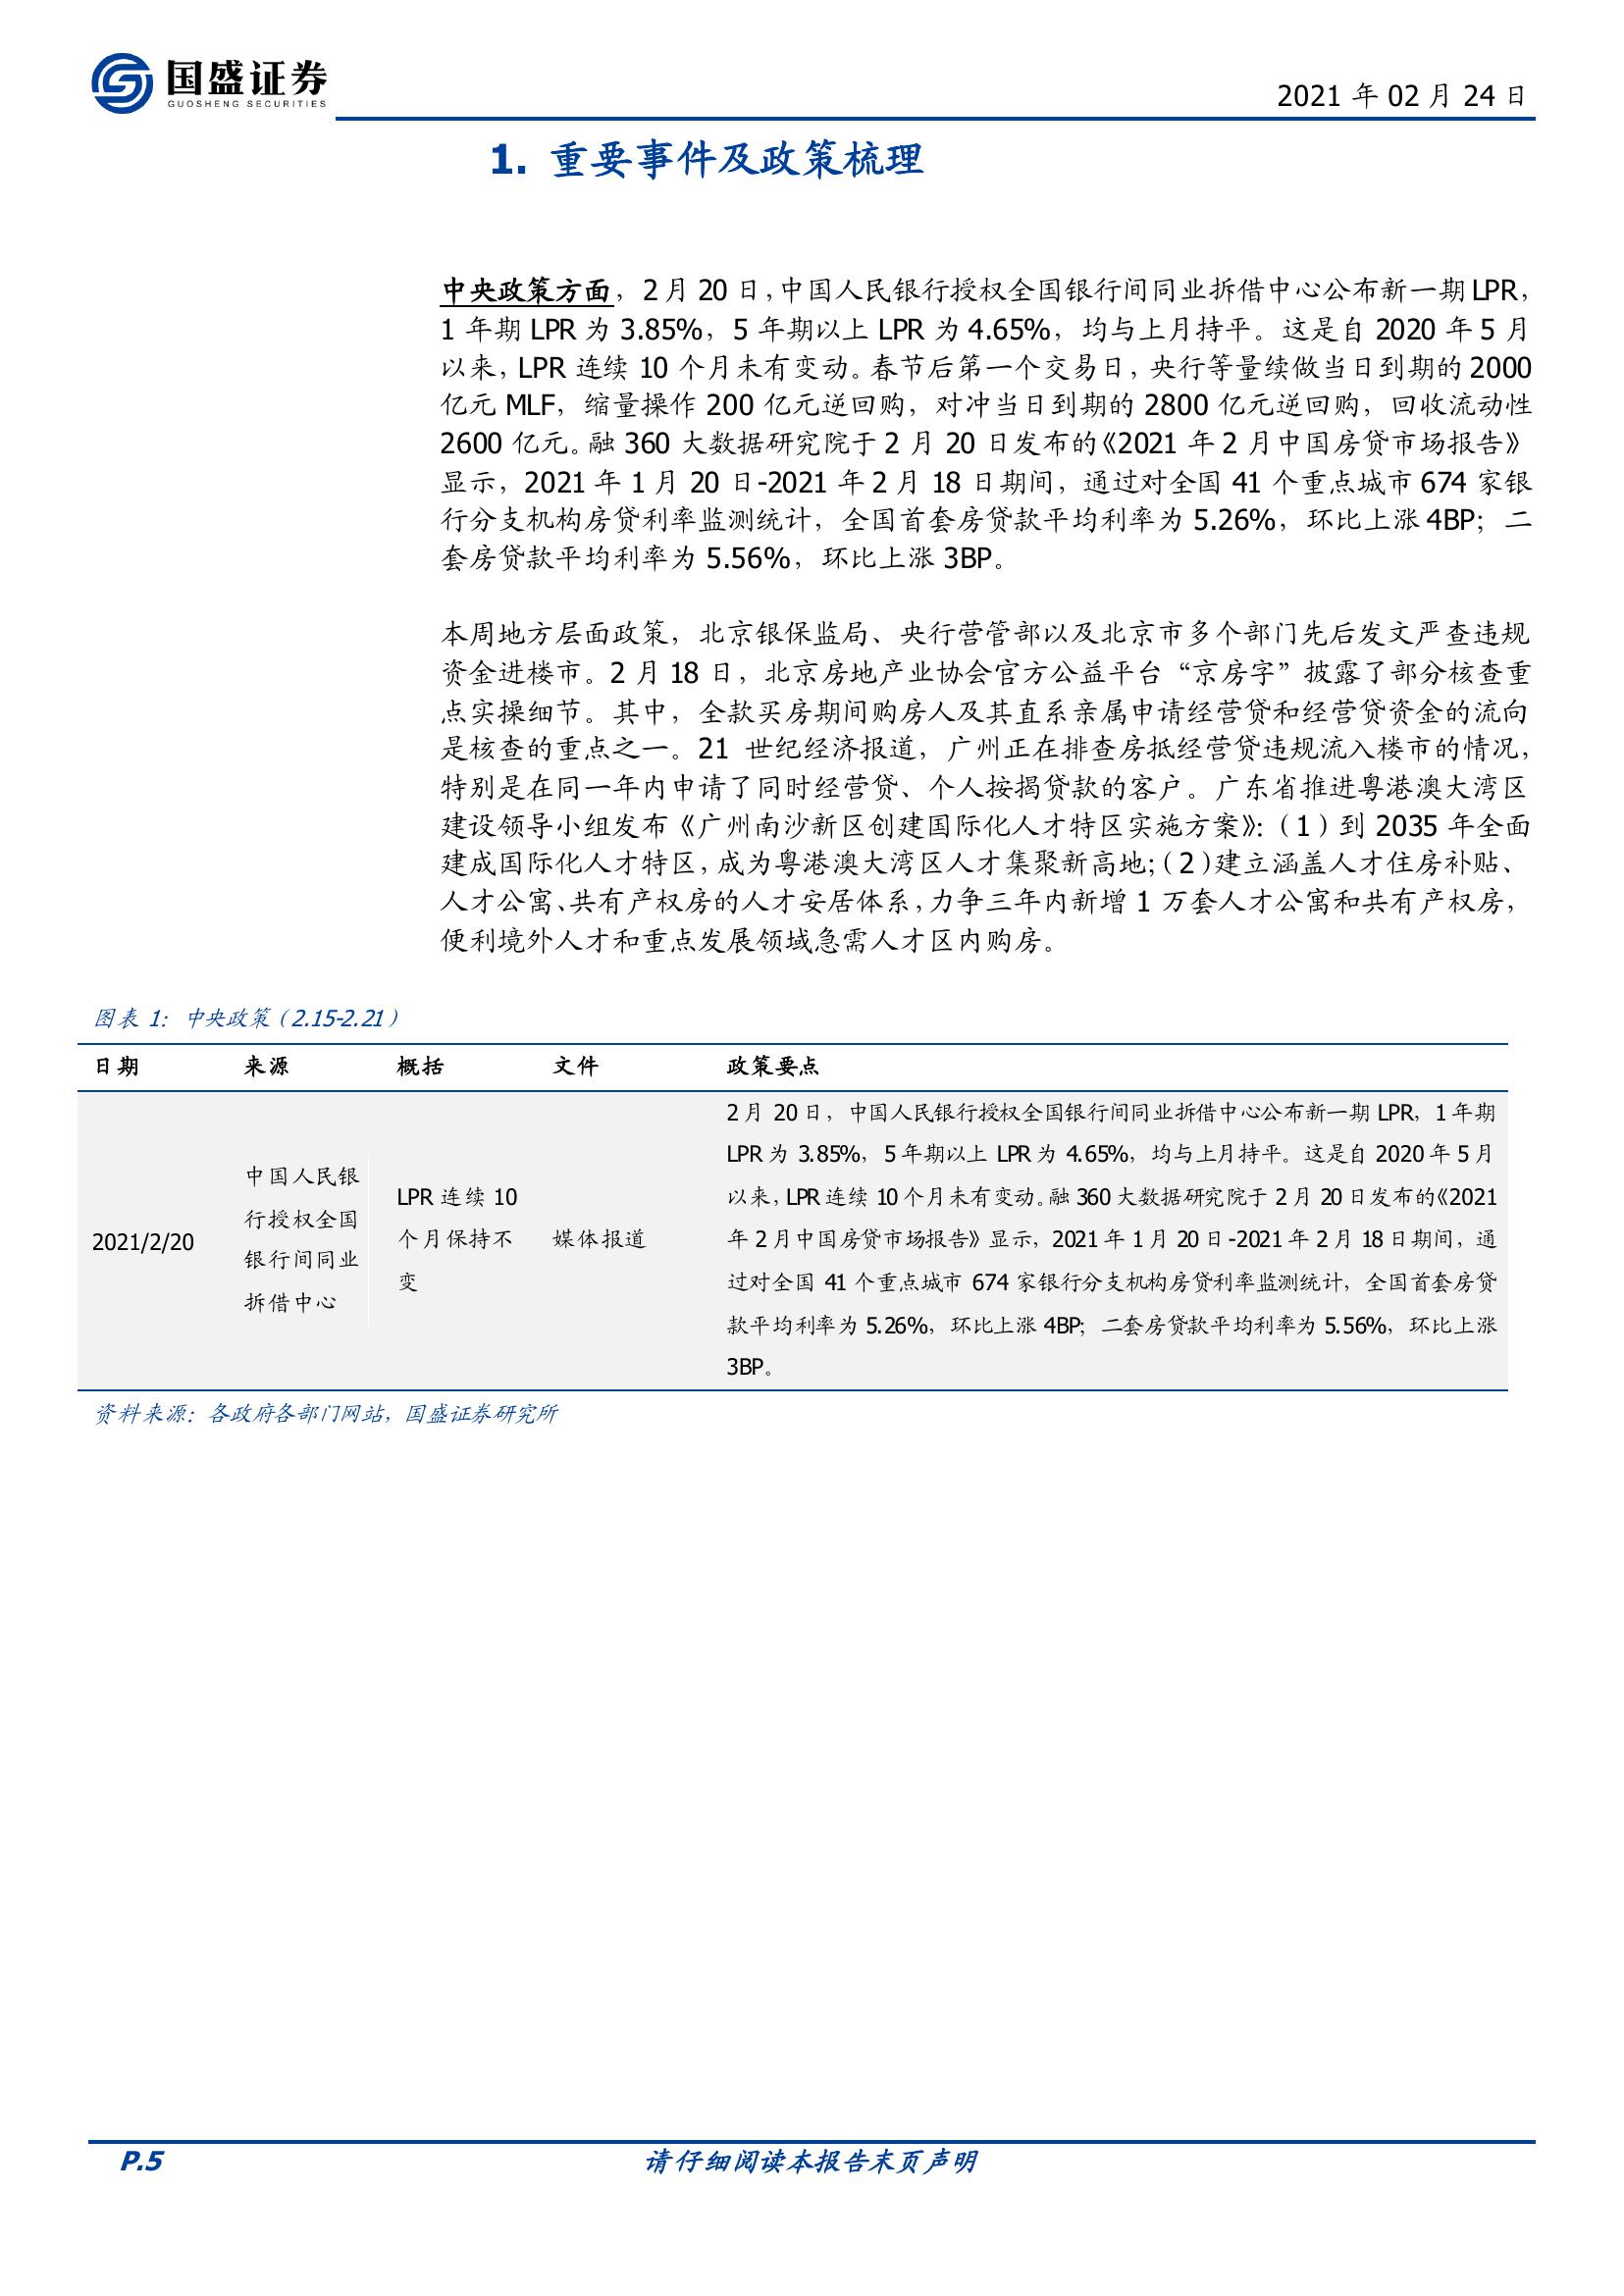 国盛证券
GUOSHENG SECURITIES
2021 年 02 月 24 日
1. 重要事件及政策梳理
中央政策方面，2 月 20 日，中国人民银行授权全国银行间同业拆借中心公布新一期 LPR，
1 年期 LPR 为 3.85%，5 年期以上 LPR 为 4.65%，均与上月持平。这是自 2020 年 5 月
以来，LPR 连续 10 个月未有变动。春节后第一个交易日，央行等量续做当日到期的 2000
亿元 MLF，缩量操作 200 亿元逆回购，对冲当日到期的 2800 亿元逆回购，回收流动性
2600 亿元。融 360 大数据研究院于 2 月 20 日发布的《2021 年 2 月中国房贷市场报告》
显示，2021 年 1 月 20 日-2021 年 2 月 18 日期间，通过对全国 41 个重点城市 674 家银
行分支机构房贷利率监测统计，全国首套房贷款平均利率为 5.26%，环比上涨 4BP；二
套房贷款平均利率为 5.56%，环比上涨 3BP。
本周地方层面政策，北京银保监局、央行营管部以及北京市多个部门先后发文严查违规
资金进楼市。2 月 18 日，北京房地产业协会官方公益平台“京房字”披露了部分核查重
点实操细节。其中，全款买房期间购房人及其直系亲属申请经营贷和经营贷资金的流向
是核查的重点之一。21 世纪经济报道，广州正在排查房抵经营贷违规流入楼市的情况，
特别是在同一年内申请了同时经营贷、个人按揭贷款的客户。广东省推进粤港澳大湾区
建设领导小组发布《广州南沙新区创建国际化人才特区实施方案》：（1）到 2035 年全面
建成国际化人才特区，成为粤港澳大湾区人才集聚新高地；（2）建立涵盖人才住房补贴、
人才公寓、共有产权房的人才安居体系，力争三年内新增 1 万套人才公寓和共有产权房，
便利境外人才和重点发展领域急需人才区内购房。
图表 1：中央政策（2.15-2.21）
日期 来源 概括 文件 政策要点
2021/2/20
中国人民银
行授权全国
银行间同业
拆借中心
LPR 连续 10
个月保持不
变
媒体报道
2 月 20 日，中国人民银行授权全国银行间同业拆借中心公布新一期 LPR，1 年期
LPR 为 3.85%，5 年期以上 LPR 为 4.65%，均与上月持平。这是自 2020 年 5 月
以来，LPR 连续 10 个月未有变动。融 360 大数据研究院于 2 月 20 日发布的《2021
年 2 月中国房贷市场报告》显示，2021 年 1 月 20 日-2021 年 2 月 18 日期间，通
过对全国 41 个重点城市 674 家银行分支机构房贷利率监测统计，全国首套房贷
款平均利率为 5.26%，环比上涨 4BP；二套房贷款平均利率为 5.56%，环比上涨
3BP。
资料来源：各政府各部门网站，国盛证券研究所
P.5
请仔细阅读本报告末页声明